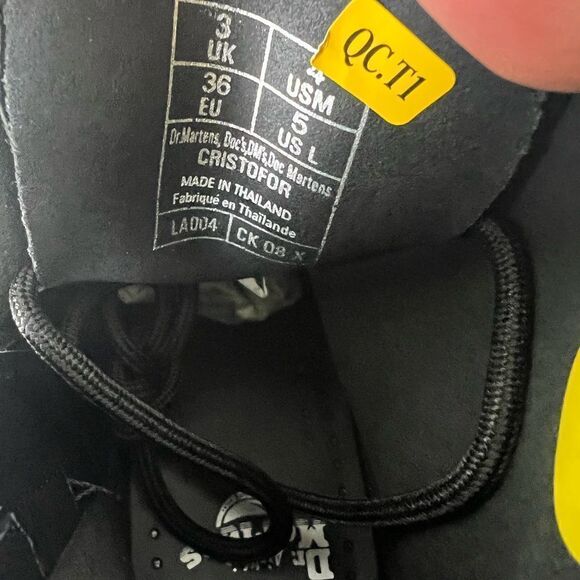 3 UK
4 USM
QC.T1
36 EU
5 US L
Dr.Martens, Doc's,DM's,Doc Martens
CRISTOFOR
MADE IN THAILAND
Fabriqué en Thaïlande
LA004 CK 08 X